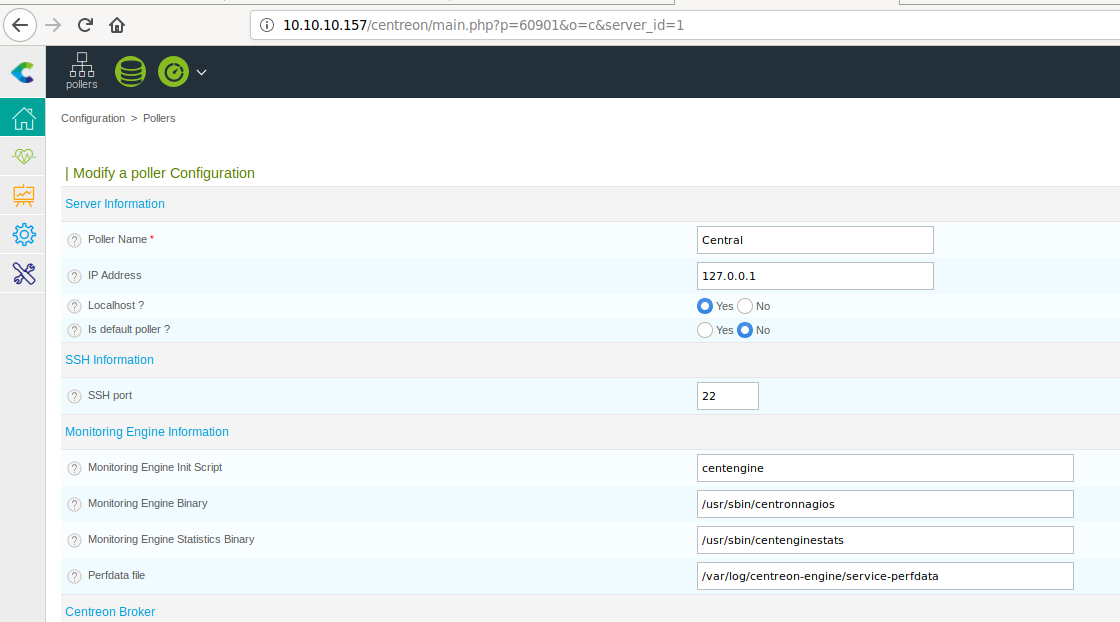 10.10.10.157/centreon/main.php?p=60901&o=c&server_id=1
pollers
Configuration > Pollers
| Modify a poller Configuration
Server Information
? Poller Name * Central
? IP Address 127.0.0.1
? Localhost ? Yes No
? Is default poller ? Yes No
SSH Information
? SSH port 22
Monitoring Engine Information
? Monitoring Engine Init Script centengine
? Monitoring Engine Binary /usr/sbin/centronnagios
? Monitoring Engine Statistics Binary /usr/sbin/centenginestats
? Perfdata file /var/log/centreon-engine/service-perfdata
Centreon Broker